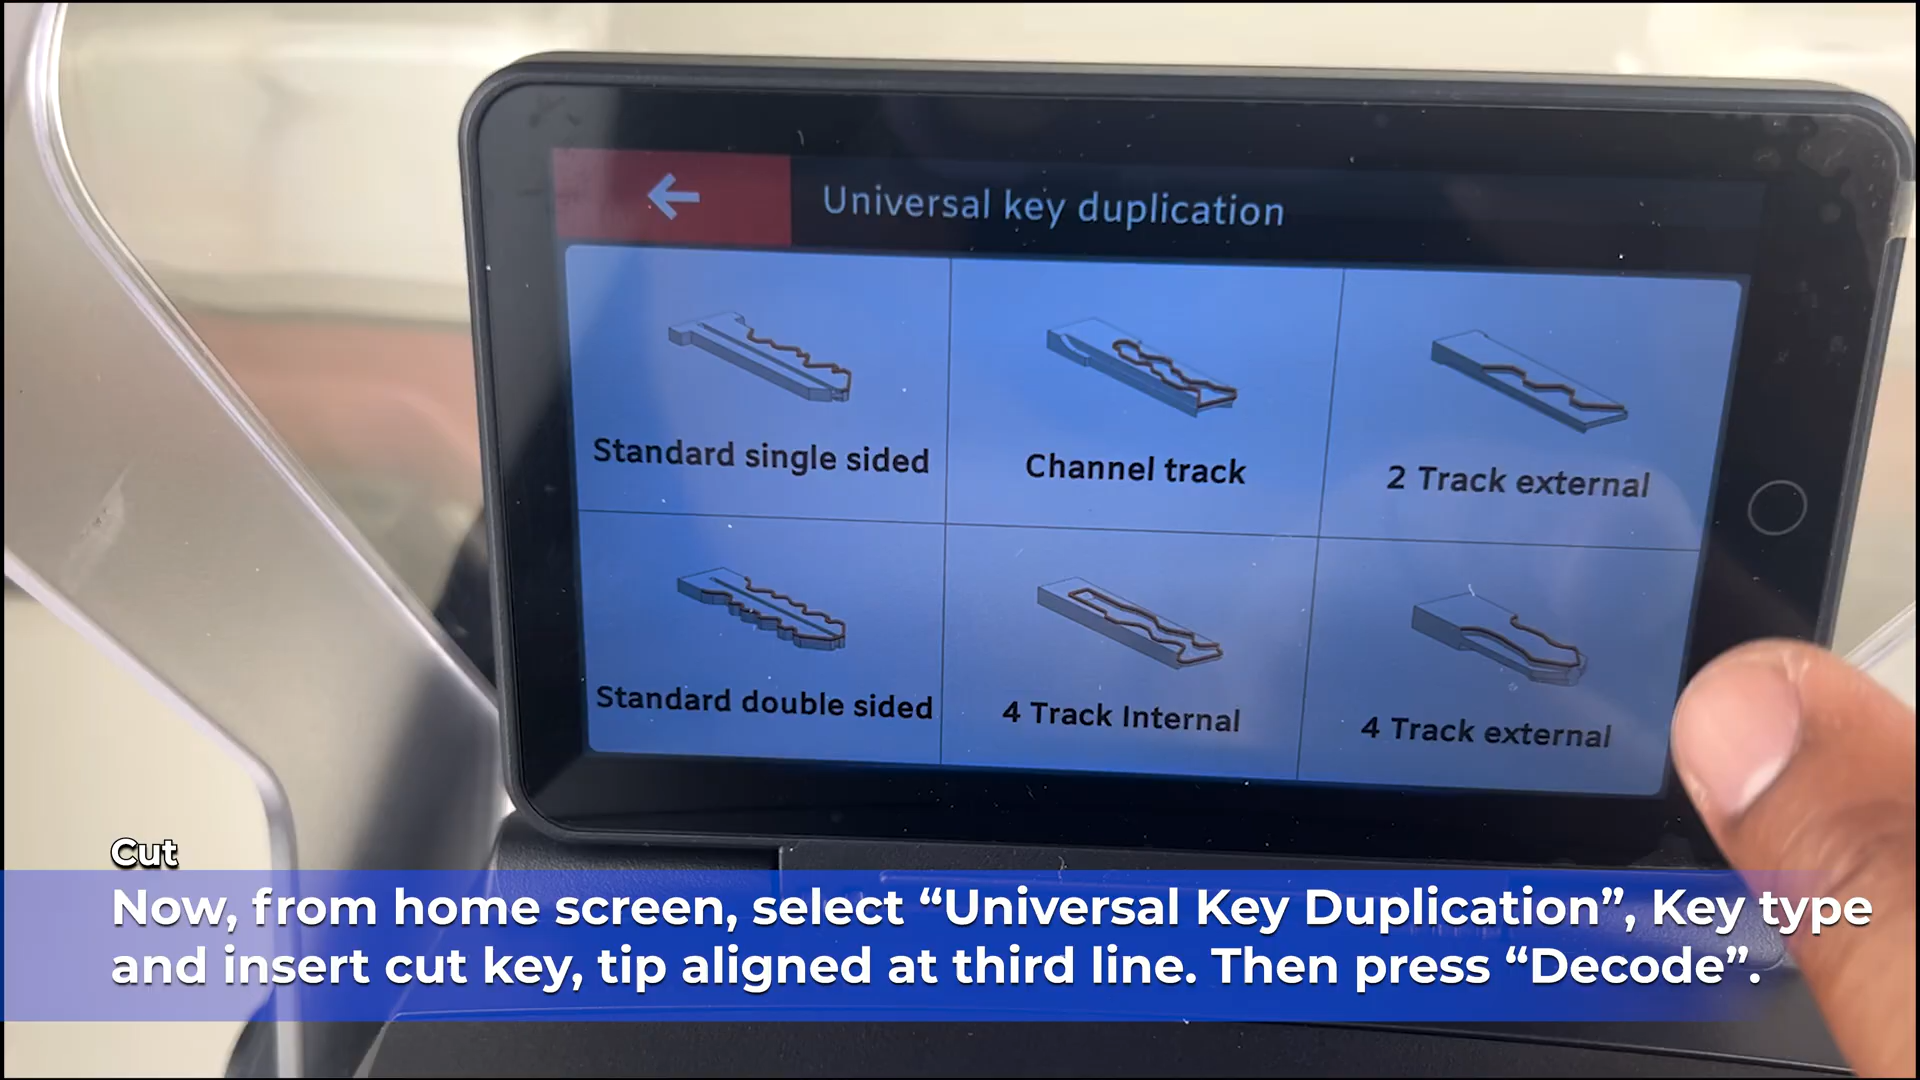 Universal key duplication
Standard single sided
Channel track
2 Track external
Standard double sided
4 Track Internal
4 Track external
Cut
Now, from home screen, select “Universal Key Duplication”, Key type
and insert cut key, tip aligned at third line. Then press “Decode”.